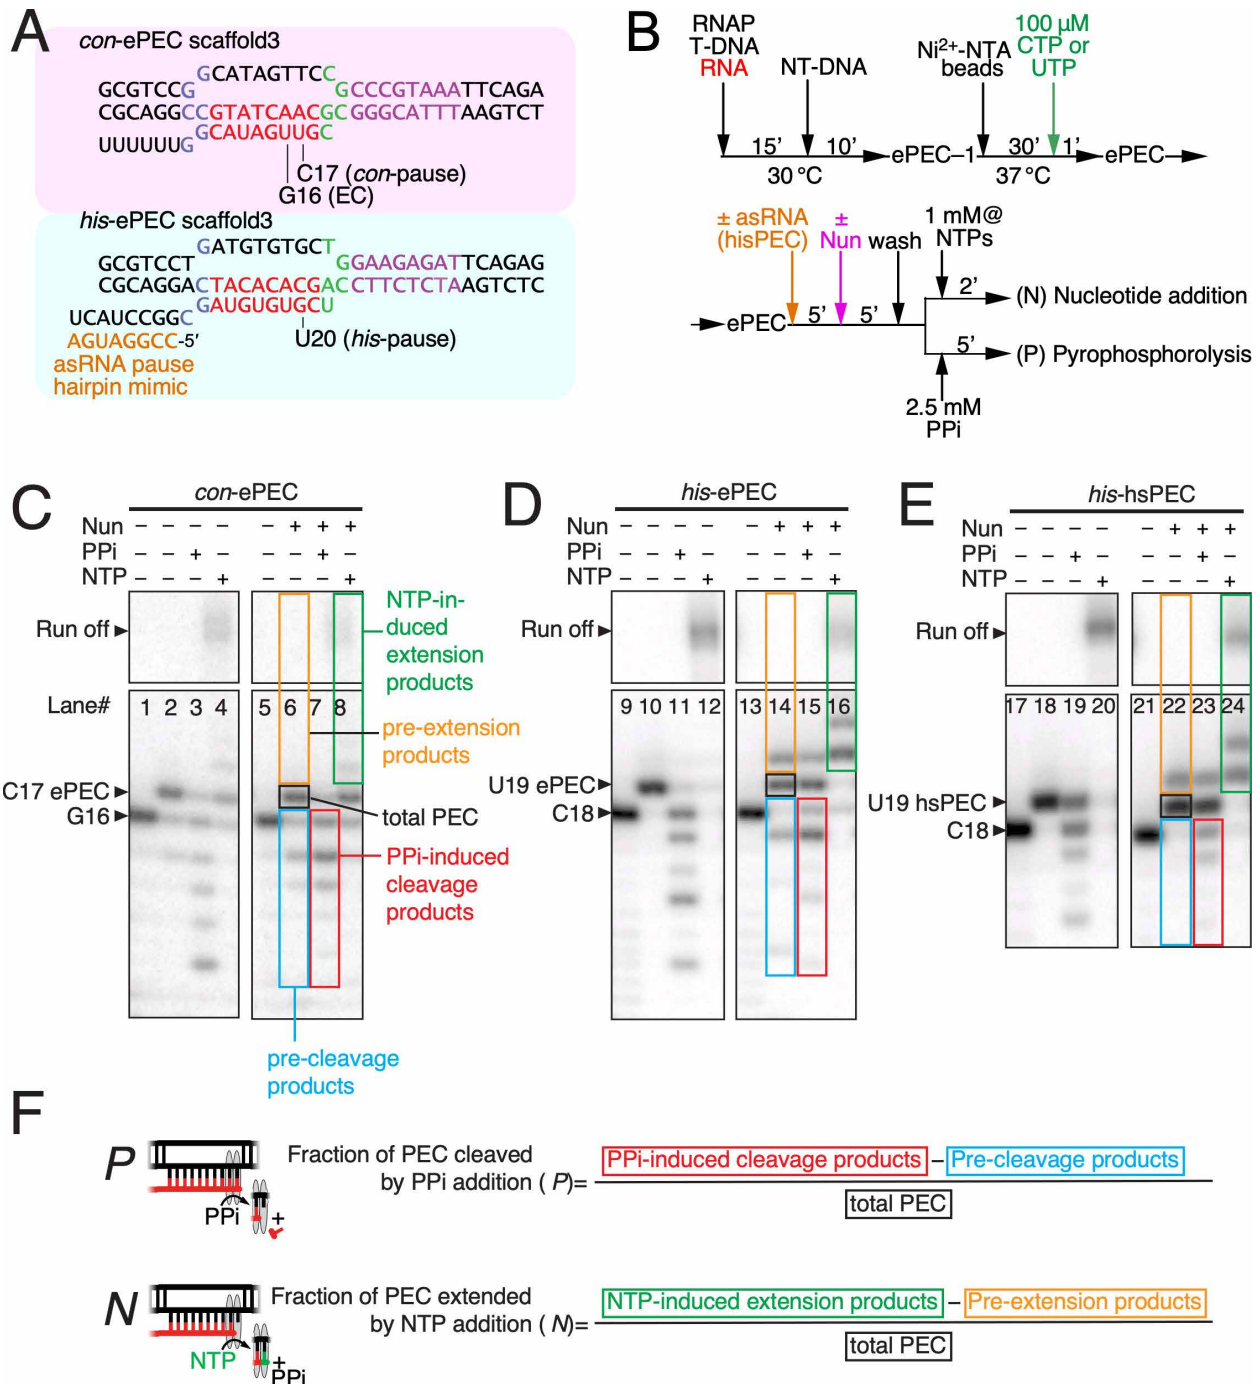 A
con-ePEC scaffold3
GCATAGTTCC
GCGTCCG
GCCCGTAAATTCAGA
CGCAGGCCGTATCAACGCGGGCATTTAAGTCT
GCAUAGUUGC
UUUUUUG
C17 (con-pause)
G16 (EC)
his-ePEC scaffold3
GATGTGTGCT
GCGTCCT
GGAAGAGATTCAGAG
CGCAGGACTACACACGACCTTCTCTAAGTCTC
GAUGUGUGCU
UCAUCCGGC
AGUAGGCC-5'
U20 (his-pause)
asRNA pause
hairpin mimic
B
RNAP
T-DNA
RNA
NT-DNA
Ni2+-NTA
beads
100 µM
CTP or
UTP
15'
10'
ePEC–1
30'
1'
ePEC
30 °C
37 °C
± asRNA
(hisPEC)
±
Nun
wash
1 mM@
NTPs
ePEC
5'
5'
2'
(N) Nucleotide addition
5'
(P) Pyrophosphorolysis
2.5 mM
PPi
C
con-ePEC
Nun – – – – – + + +
PPi – – + – – – + –
NTP – – – + – – – +
Run off
Lane# 1 2 3 4 5 6 7 8
C17 ePEC
G16
NTP-in-
duced
extension
products
pre-extension
products
total PEC
PPi-induced
cleavage
products
pre-cleavage
products
D
his-ePEC
Nun – – – – – + + +
PPi – – + – – – + –
NTP – – – + – – – +
Run off
9 10 11 12 13 14 15 16
U19 ePEC
C18
E
his-hsPEC
Nun – – – – – + + +
PPi – – + – – – + –
NTP – – – + – – – +
Run off
17 18 19 20 21 22 23 24
U19 hsPEC
C18
F
P
PPi
+
Fraction of PEC cleaved
by PPi addition ( P)=
PPi-induced cleavage products – Pre-cleavage products
total PEC
N
NTP
+
PPi
Fraction of PEC extended
by NTP addition ( N)=
NTP-induced extension products – Pre-extension products
total PEC